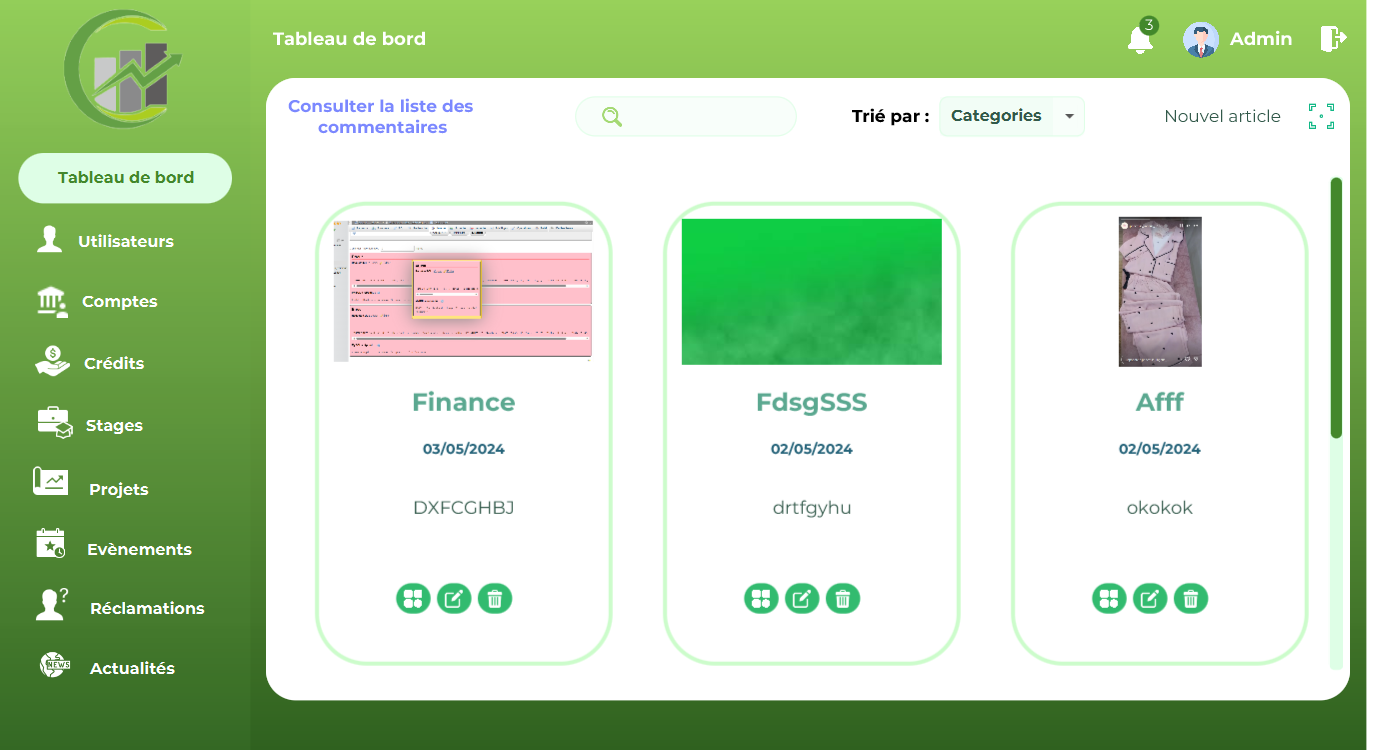 Tableau de bord
3
Admin
Consulter la liste des
commentaires
Trié par :
Categories
Nouvel article
Tableau de bord
Utilisateurs
Comptes
Crédits
Stages
Projets
Evènements
Réclamations
NEWS
Actualités
Finance
03/05/2024
DXFCGHBJ
FdsgSSS
02/05/2024
drtfgyhu
Afff
02/05/2024
okokok